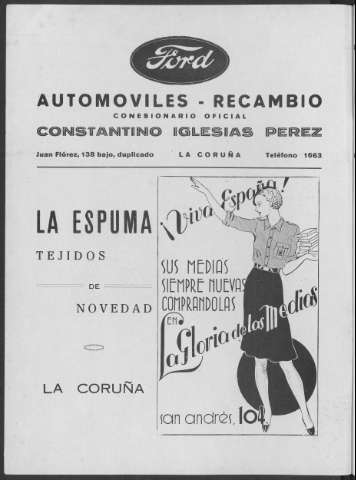 Ford
AUTOMOVILES - RECAMBIO
CONESIONARIO OFICIAL
CONSTANTINO IGLESIAS PEREZ
Juan Flórez, 138 bajo, duplicado LA CORUÑA Teléfono 1663
LA ESPUMA
TEJIDOS
DE
NOVEDAD
LA CORUÑA
¡Viva España!
SUS MEDIAS
SIEMPRE NUEVAS
COMPRANDOLAS
EN
La Gloria de las Medias
san andrés, 104